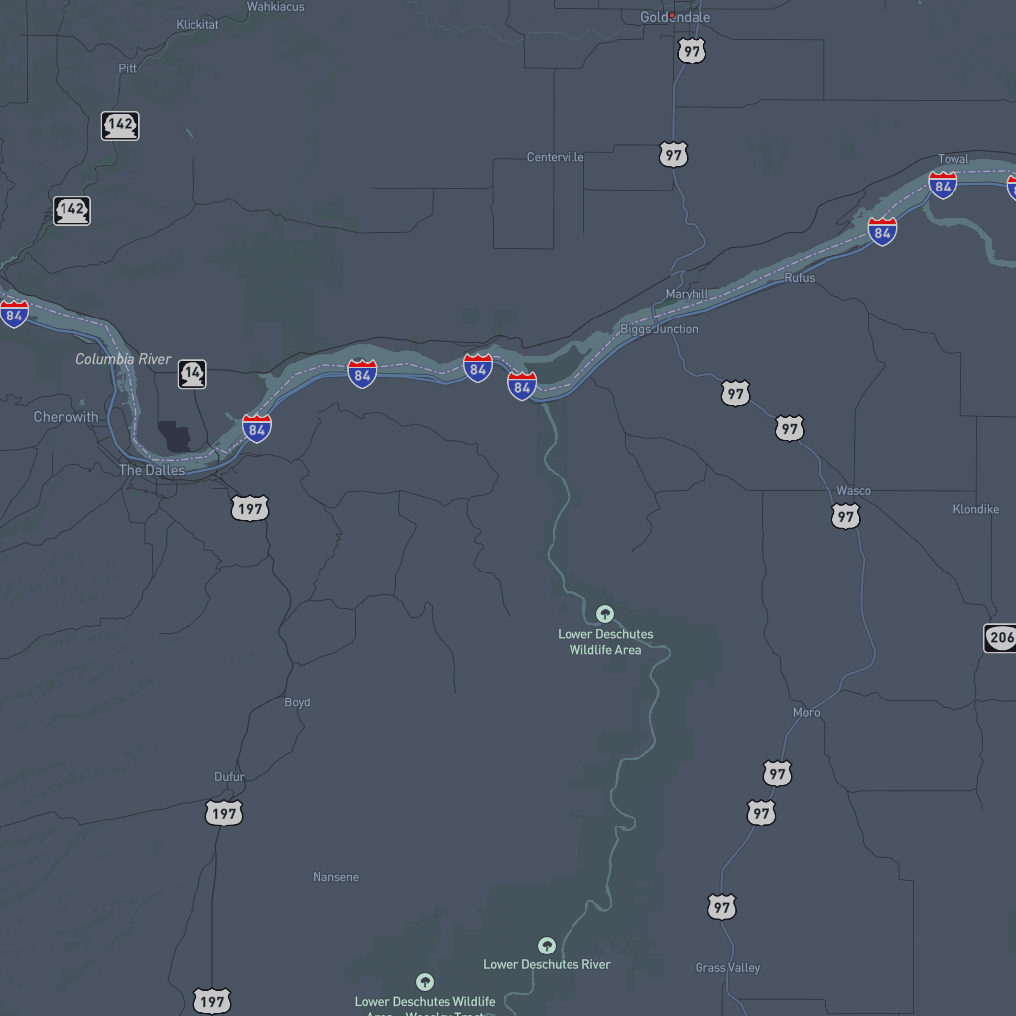 Wahkiacus
Klickitat
Goldendale
97
Pitt
142
97
Centerville
Towal
84
142
84
Rufus
Maryhill
84
Biggs Junction
Columbia River
14
84
84
84
97
Cherowith
84
97
The Dalles
Wasco
197
97
Klondike
Lower Deschutes
Wildlife Area
206
Boyd
Moro
97
Dufur
197
97
Nansene
97
Lower Deschutes River
Grass Valley
197
Lower Deschutes Wildlife